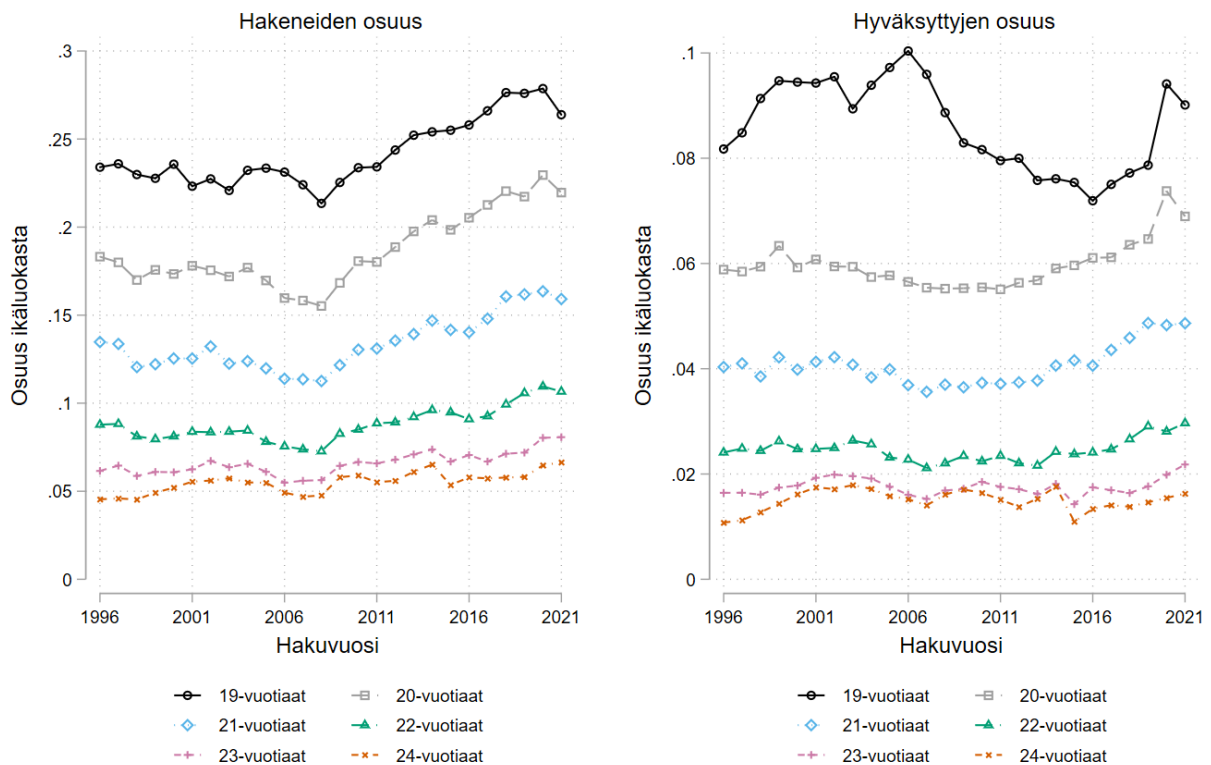 Hakeneiden osuus
Osuus ikäluokasta
.3
.25
.2
.15
.1
.05
0
1996 2001 2006 2011 2016 2021
Hakuvuosi
19-vuotiaat 20-vuotiaat
21-vuotiaat 22-vuotiaat
23-vuotiaat 24-vuotiaat
Hyväksyttyjen osuus
Osuus ikäluokasta
.1
.08
.06
.04
.02
0
1996 2001 2006 2011 2016 2021
Hakuvuosi
19-vuotiaat 20-vuotiaat
21-vuotiaat 22-vuotiaat
23-vuotiaat 24-vuotiaat